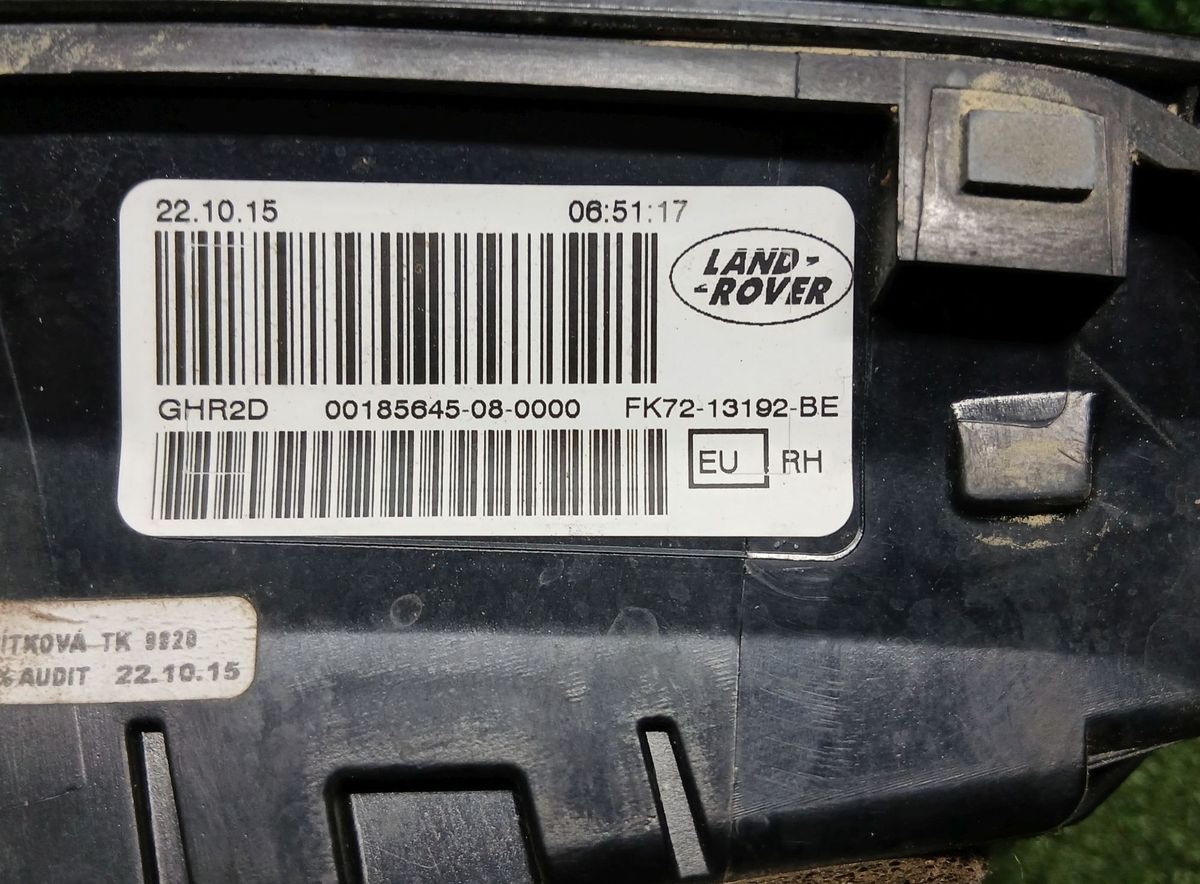 22.10.15 06:51:17
LAND-
-ROVER
GHR2D 00185645-08-0000 FK72-13192-BE
EU RH
ÍTKOVÁ TK
%AUDIT 22.10.15